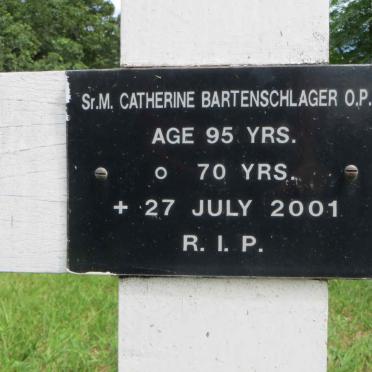 Sr.M. CATHERINE BARTENSCHLAGER O.P.
AGE 95 YRS.
o 70 YRS.
+ 27 JULY 2001
R. I. P.